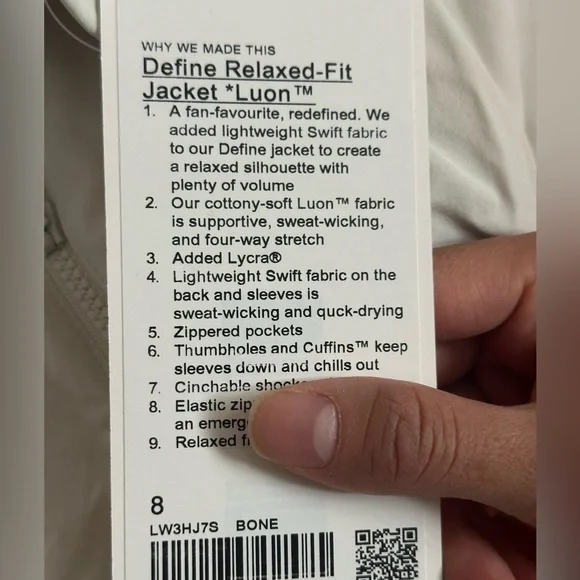 WHY WE MADE THIS
Define Relaxed-Fit
Jacket *Luon™
1. A fan-favourite, redefined. We
added lightweight Swift fabric
to our Define jacket to create
a relaxed silhouette with
plenty of volume
2. Our cottony-soft Luon™ fabric
is supportive, sweat-wicking,
and four-way stretch
3. Added Lycra®
4. Lightweight Swift fabric on the
back and sleeves is
sweat-wicking and quck-drying
5. Zippered pockets
6. Thumbholes and Cuffins™ keep
sleeves down and chills out
7. Cinchable
8. Elastic zip
an
9. Relaxed
8
LW3HJ7S BONE